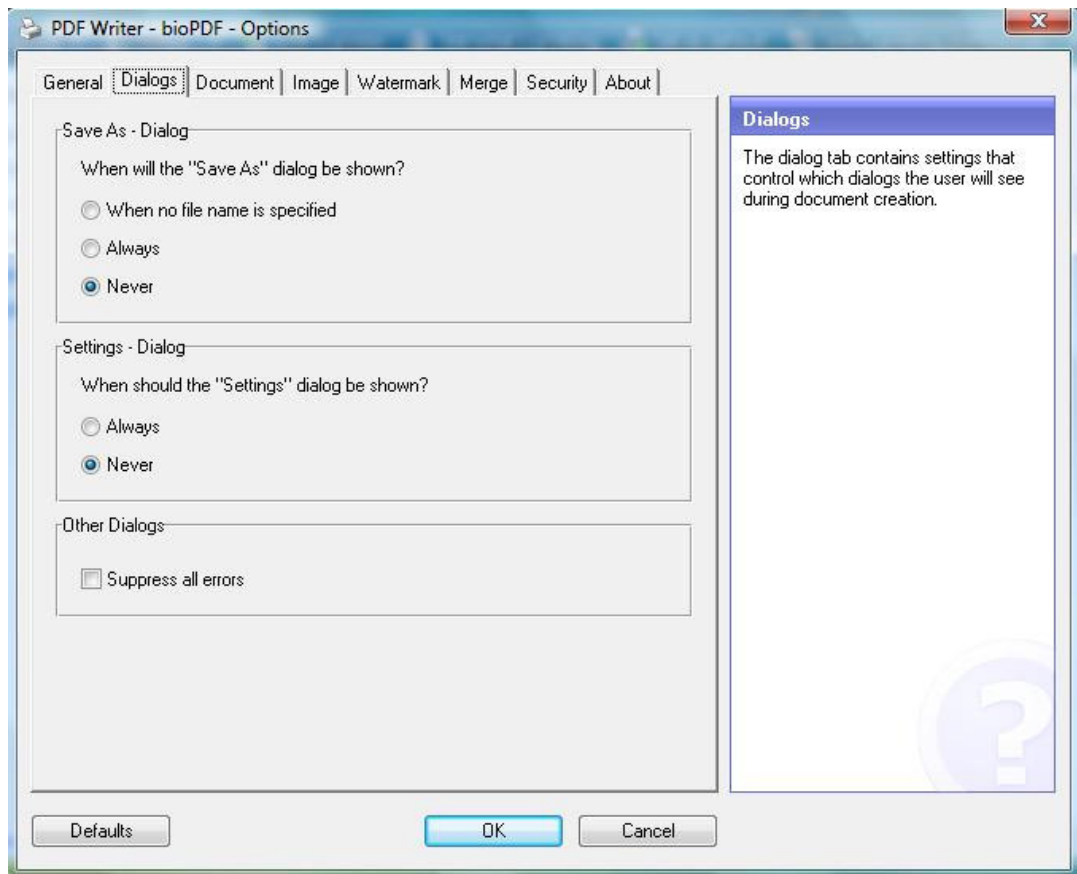 PDF Writer - bioPDF - Options
General Dialogs Document Image Watermark Merge Security About
Save As - Dialog
When will the "Save As" dialog be shown?
When no file name is specified
Always
Never
Settings - Dialog
When should the "Settings" dialog be shown?
Always
Never
Other Dialogs
Suppress all errors
Dialogs
The dialog tab contains settings that
control which dialogs the user will see
during document creation.
Defaults OK Cancel